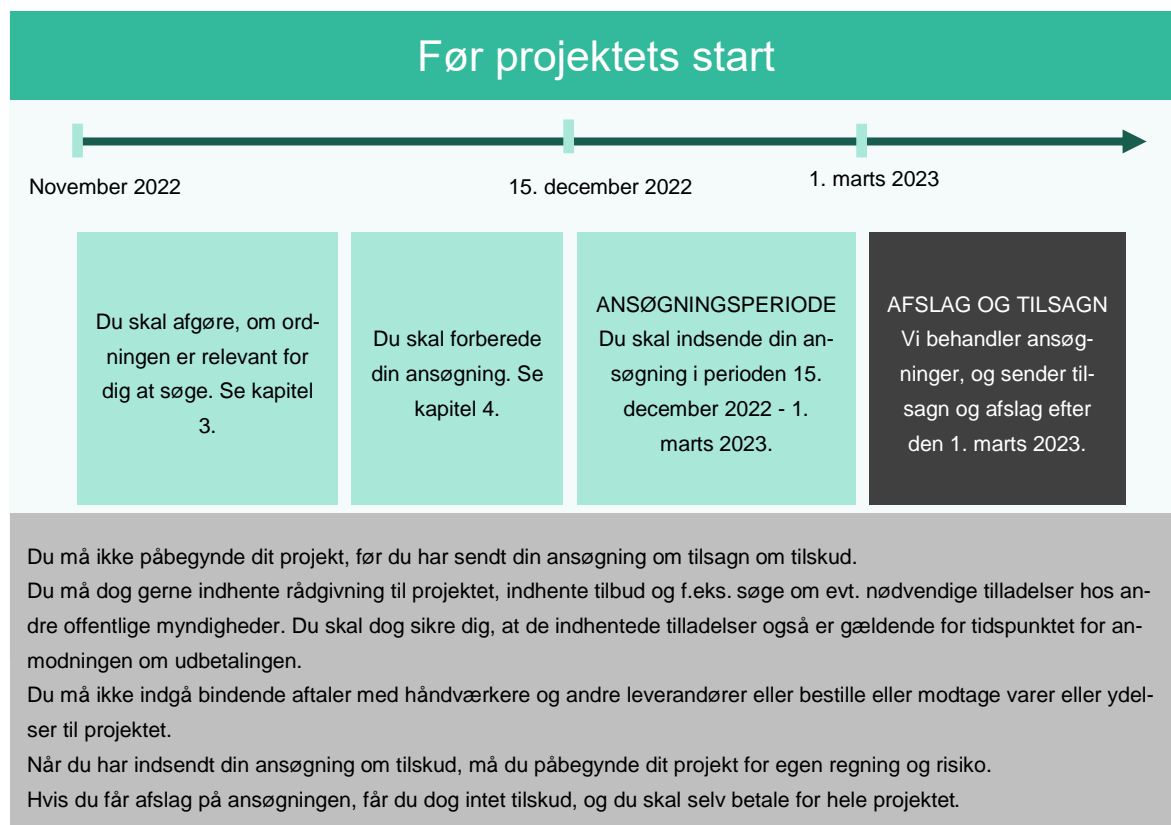 Før projektets start
November 2022
15. december 2022
1. marts 2023
Du skal afgøre, om ord-
ningen er relevant for
dig at søge. Se kapitel
3.
Du skal forberede
din ansøgning. Se
kapitel 4.
ANSØGNINGSPERIODE
Du skal indsende din an-
søgning i perioden 15.
december 2022 - 1.
marts 2023.
AFSLAG OG TILSAGN
Vi behandler ansøg-
ninger, og sender til-
sagn og afslag efter
den 1. marts 2023.
Du må ikke påbegynde dit projekt, før du har sendt din ansøgning om tilsagn om tilskud.
Du må dog gerne indhente rådgivning til projektet, indhente tilbud og f.eks. søge om evt. nødvendige tilladelser hos an-
dre offentlige myndigheder. Du skal dog sikre dig, at de indhentede tilladelser også er gældende for tidspunktet for an-
modningen om udbetalingen.
Du må ikke indgå bindende aftaler med håndværkere og andre leverandører eller bestille eller modtage varer eller ydel-
ser til projektet.
Når du har indsendt din ansøgning om tilskud, må du påbegynde dit projekt for egen regning og risiko.
Hvis du får afslag på ansøgningen, får du dog intet tilskud, og du skal selv betale for hele projektet.